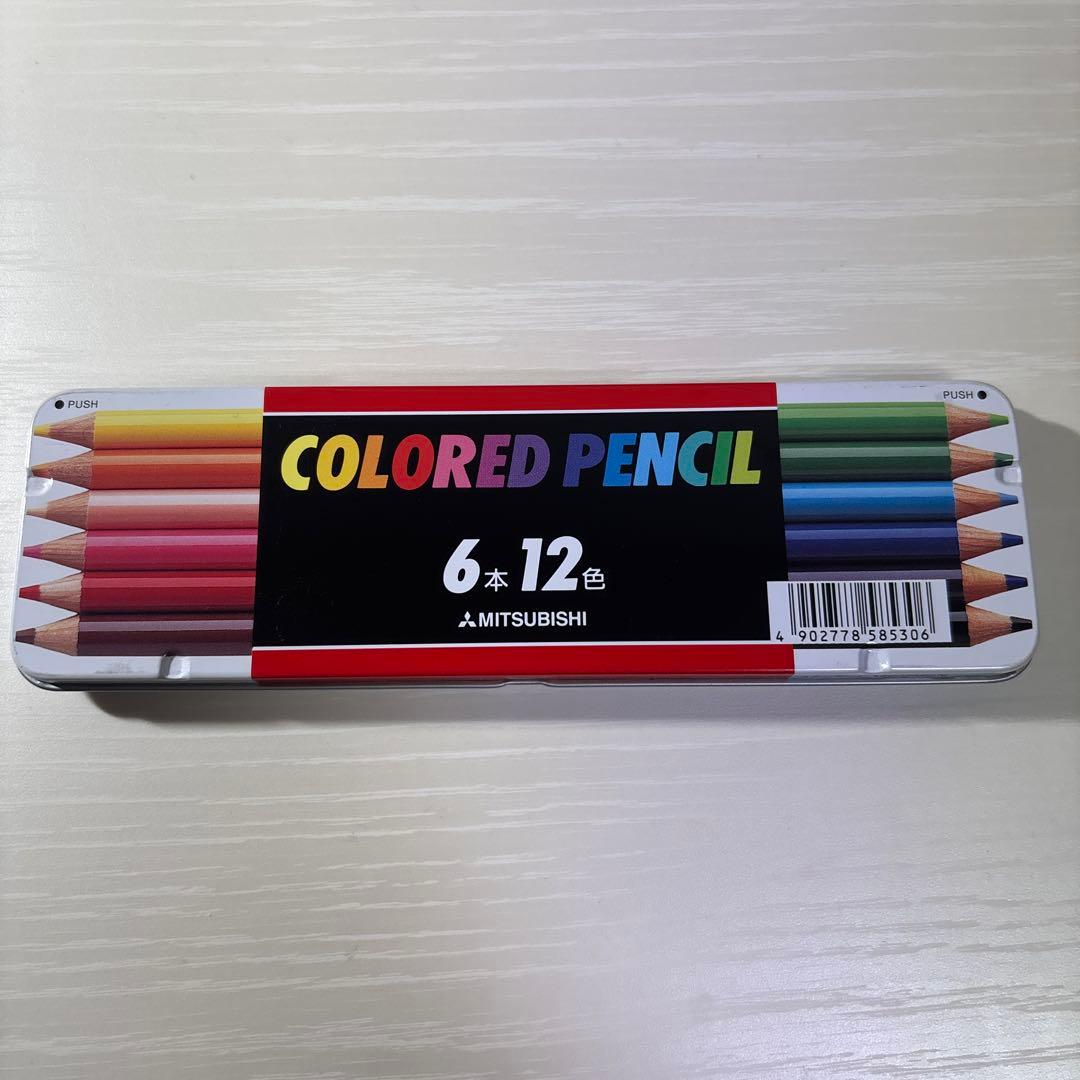 PUSH
PUSH
COLORED PENCIL
6本12色
MITSUBISHI
4 902778 585306